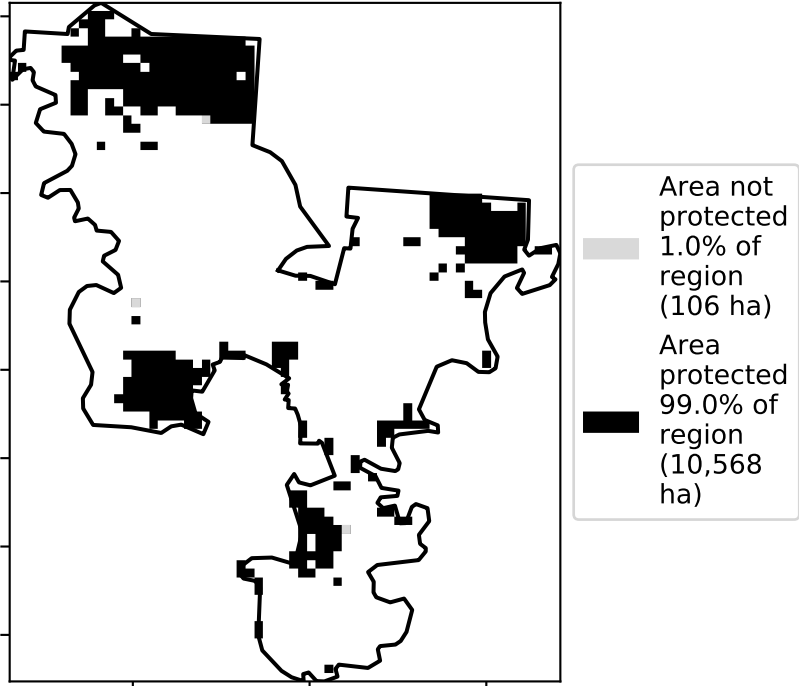 Area not
protected
1.0% of
region
(106 ha)
Area
protected
99.0% of
region
(10,568
ha)